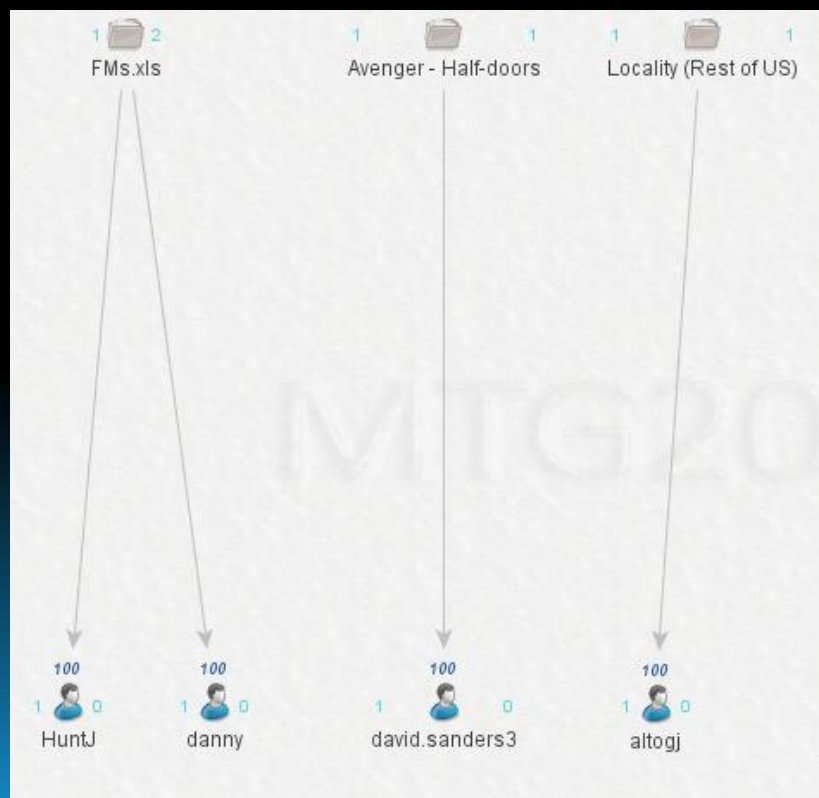 1 2 1 1 1 1
FMs.xls Avenger - Half-doors Locality (Rest of US)
MTG20
100 100 100 100
1 0 1 0 1 0 1 0
HuntJ danny david.sanders3 altogj